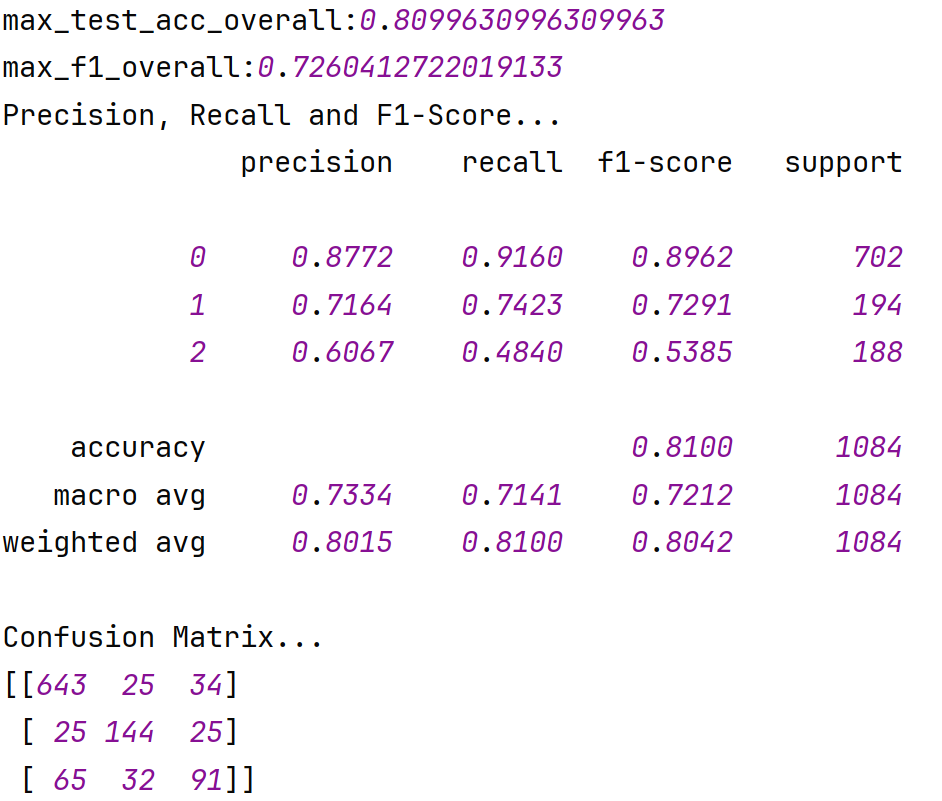 max_test_acc_overall:0.8099630996309963
max_f1_overall:0.7260412722019133
Precision, Recall and F1-Score...
              precision    recall  f1-score   support

           0     0.8772    0.9160    0.8962       702
           1     0.7164    0.7423    0.7291       194
           2     0.6067    0.4840    0.5385       188

    accuracy                         0.8100      1084
   macro avg     0.7334    0.7141    0.7212      1084
weighted avg     0.8015    0.8100    0.8042      1084

Confusion Matrix...
[[643  25  34]
 [ 25 144  25]
 [ 65  32  91]]